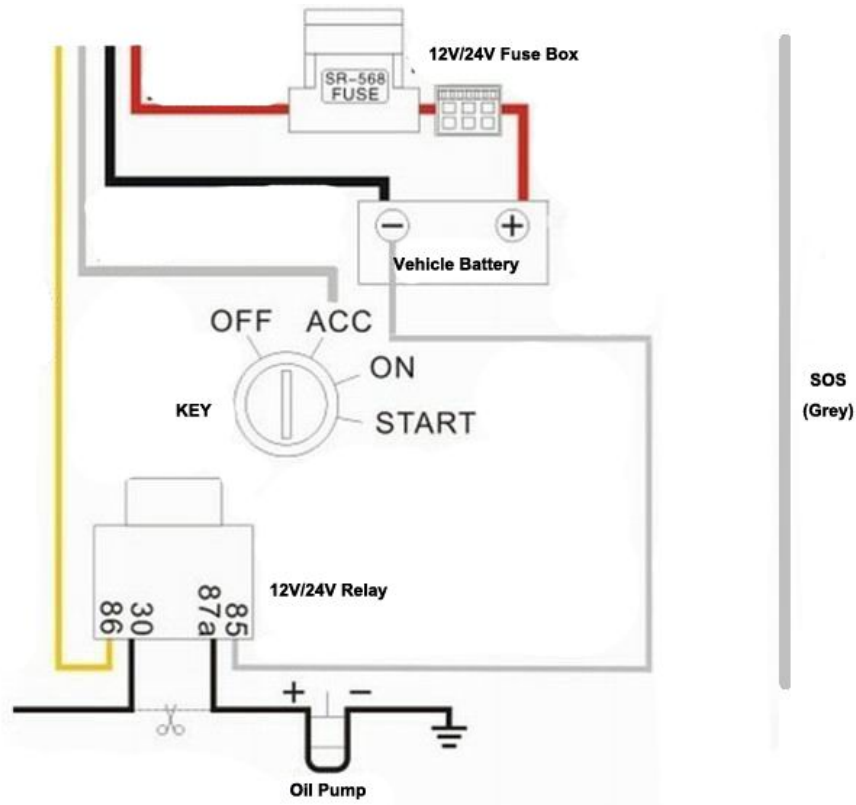 12V/24V Fuse Box
SR-568
FUSE
− +
Vehicle Battery
OFF ACC
ON
KEY
START
SOS
(Grey)
12V/24V Relay
86 30 87a 85
+ −
Oil Pump